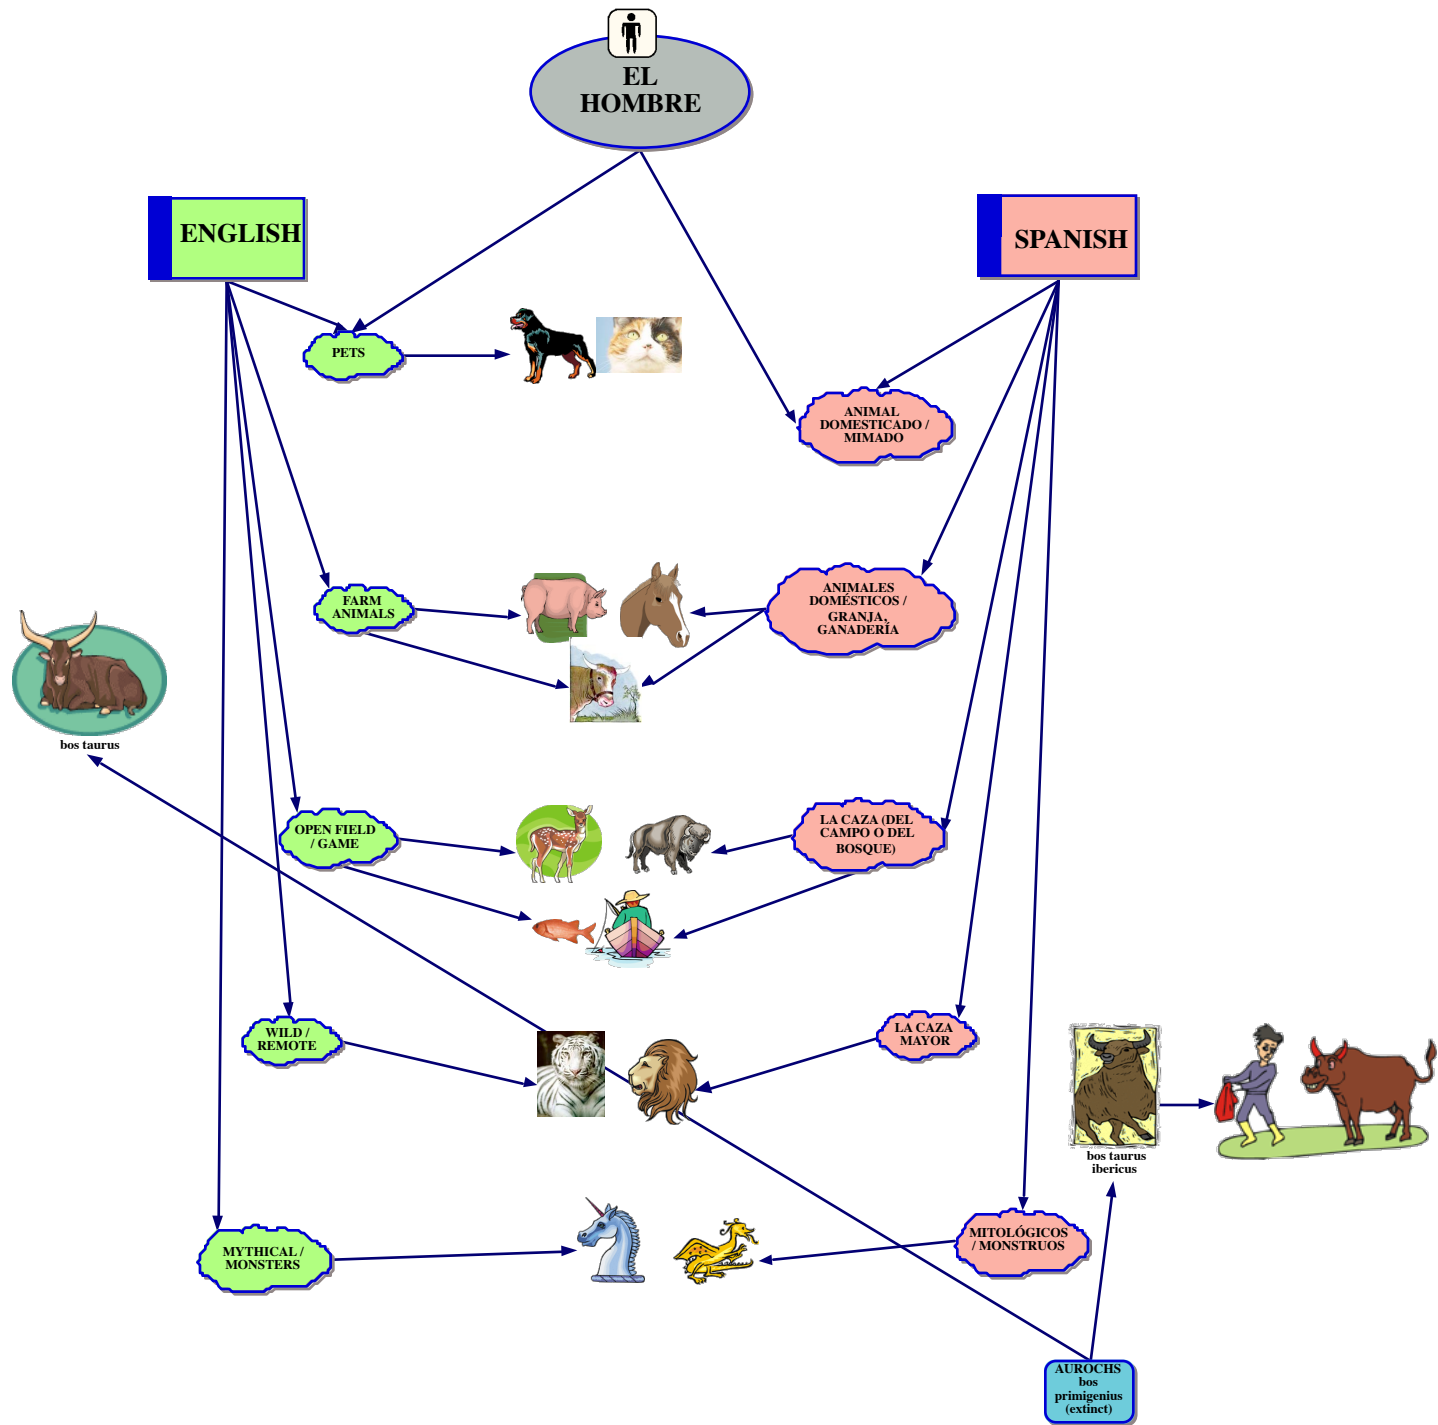 EL
HOMBRE
ENGLISH
SPANISH
PETS
ANIMAL
DOMESTICADO /
MIMADO
FARM
ANIMALS
ANIMALES
DOMÉSTICOS /
GRANJA,
GANADERÍA
bos taurus
OPEN FIELD
/ GAME
LA CAZA (DEL
CAMPO O DEL
BOSQUE)
WILD /
REMOTE
LA CAZA
MAYOR
bos taurus
ibericus
MYTHICAL /
MONSTERS
MITOLÓGICOS
/ MONSTRUOS
AUROCHS
bos
primigenius
(extinct)